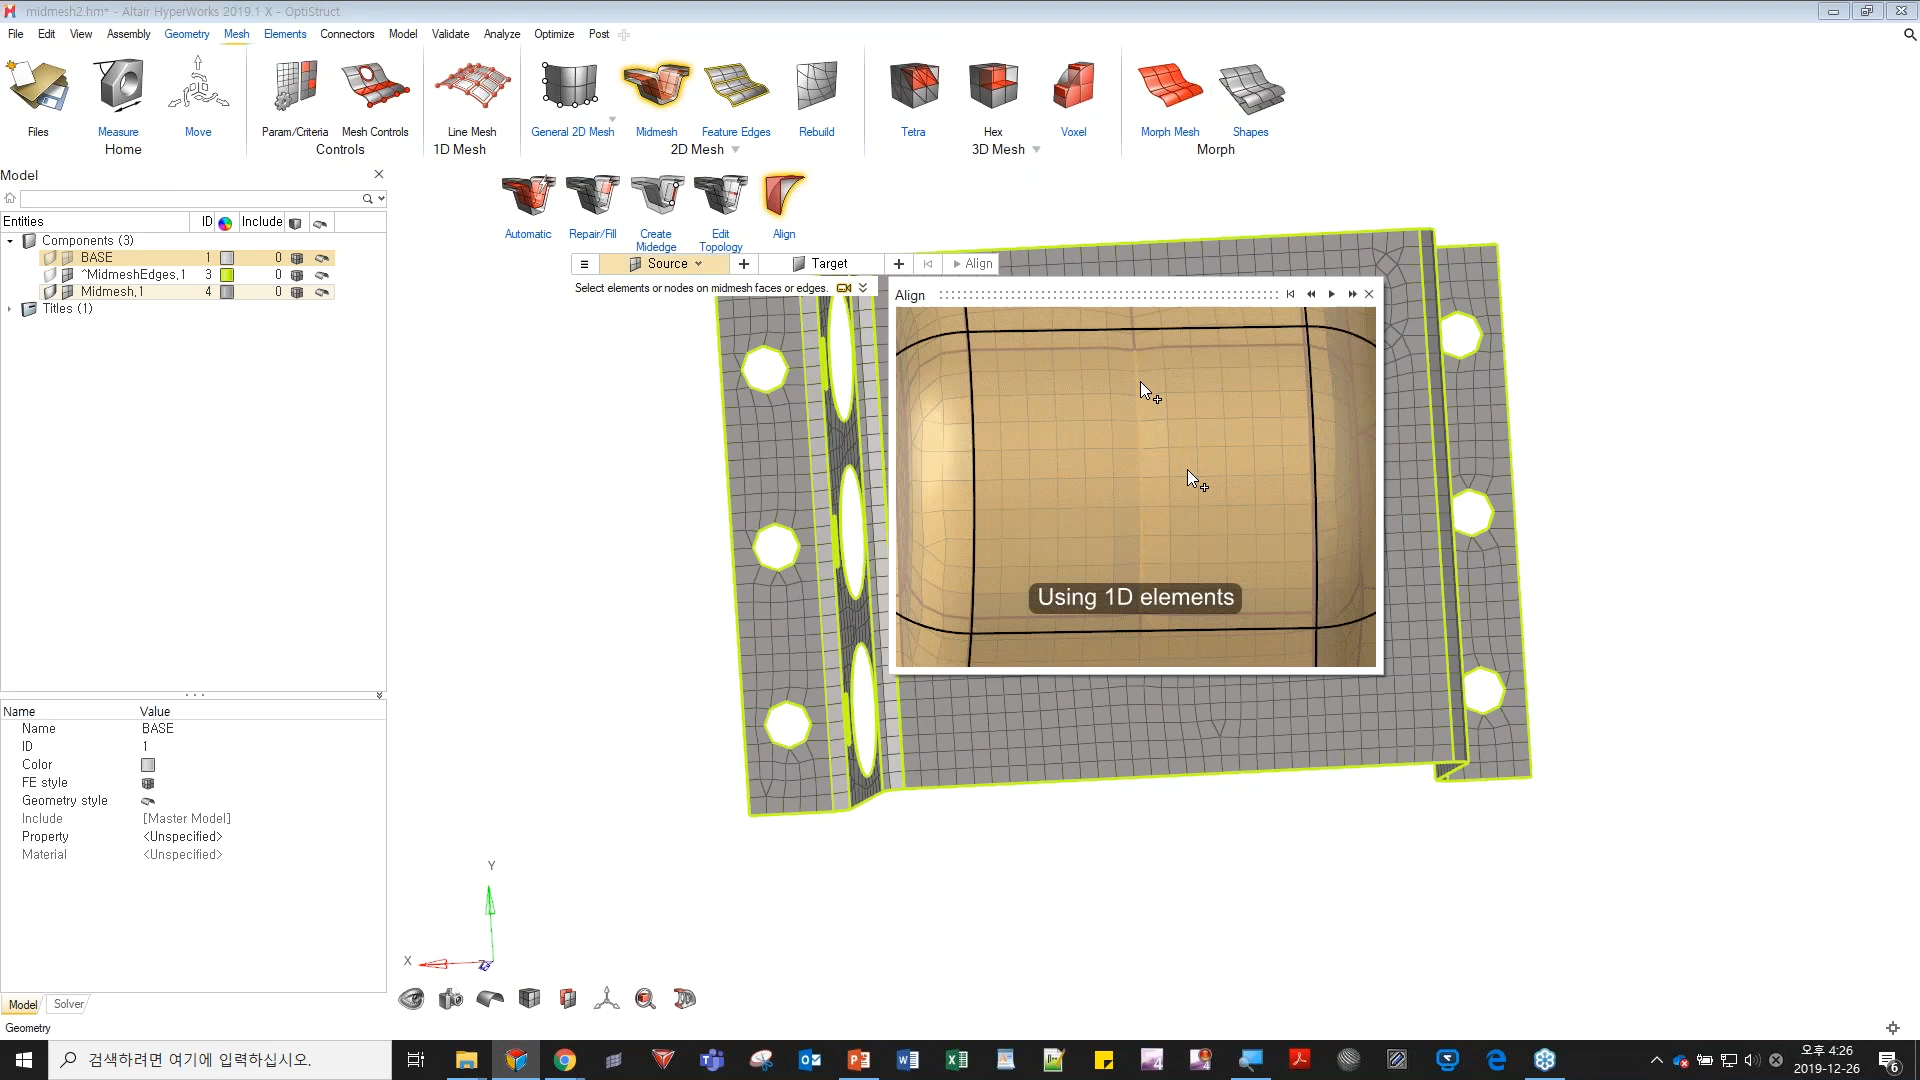 midmesh2.hm* - Altair HyperWorks 2019.1 X - OptiStruct
File Edit View Assembly Geometry Mesh Elements Connectors Model Validate Analyze Optimize Post
Files Measure Move Param/Criteria Mesh Controls Line Mesh General 2D Mesh Midmesh Feature Edges Rebuild Tetra Hex Voxel Morph Mesh Shapes
Home Controls 1D Mesh 2D Mesh 3D Mesh Morph
Model
Automatic Repair/Fill Create Midedge Edit Topology Align
Entities ID Include
Components (3)
BASE 1 0
^MidmeshEdges,1 3 0
Midmesh,1 4 0
Titles (1)
Source Target Align
Select elements or nodes on midmesh faces or edges.
Align
Using 1D elements
Name Value
Name BASE
ID 1
Color
FE style
Geometry style
Include [Master Model]
Property <Unspecified>
Material <Unspecified>
Y
X
Model Solver
Geometry
검색하려면 여기에 입력하십시오.
오후 4:26
2019-12-26
6